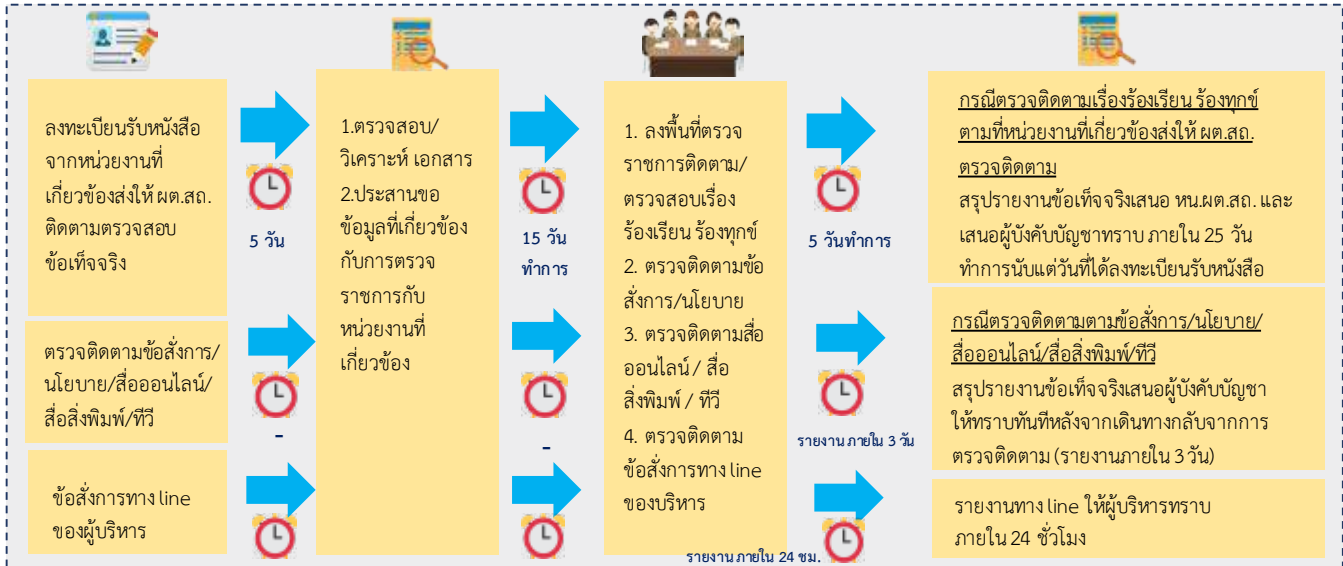 ลงทะเบียนรับหนังสือ
จากหน่วยงานที่
เกี่ยวข้องส่งให้ ผต.สถ.
ติดตามตรวจสอบ
ข้อเท็จจริง
5 วัน
1.ตรวจสอบ/
วิเคราะห์ เอกสาร
2.ประสานขอ
ข้อมูลที่เกี่ยวข้อง
กับการตรวจ
ราชการกับ
หน่วยงานที่
เกี่ยวข้อง
15 วัน
ทำการ
1. ลงพื้นที่ตรวจ
ราชการติดตาม/
ตรวจสอบเรื่อง
ร้องเรียน ร้องทุกข์
2. ตรวจติดตามข้อ
สั่งการ/นโยบาย
3. ตรวจติดตามสื่อ
ออนไลน์ / สื่อ
สิ่งพิมพ์ / ทีวี
4. ตรวจติดตาม
ข้อสั่งการทาง line
ของบริหาร
5 วันทำการ
กรณีตรวจติดตามเรื่องร้องเรียน ร้องทุกข์
ตามที่หน่วยงานที่เกี่ยวข้องส่งให้ ผต.สถ.
ตรวจติดตาม
สรุปรายงานข้อเท็จจริงเสนอ หน.ผต.สถ. และ
เสนอผู้บังคับบัญชาทราบ ภายใน 25 วัน
ทำการนับแต่วันที่ได้ลงทะเบียนรับหนังสือ
ตรวจติดตามข้อสั่งการ/
นโยบาย/สื่อออนไลน์/
สื่อสิ่งพิมพ์/ทีวี
-
-
รายงาน ภายใน 3 วัน
กรณีตรวจติดตามตามข้อสั่งการ/นโยบาย/
สื่อออนไลน์/สื่อสิ่งพิมพ์/ทีวี
สรุปรายงานข้อเท็จจริงเสนอผู้บังคับบัญชา
ให้ทราบทันทีหลังจากเดินทางกลับจากการ
ตรวจติดตาม (รายงานภายใน 3 วัน)
ข้อสั่งการทาง line
ของผู้บริหาร
รายงาน ภายใน 24 ชม.
รายงานทาง line ให้ผู้บริหารทราบ
ภายใน 24 ชั่วโมง